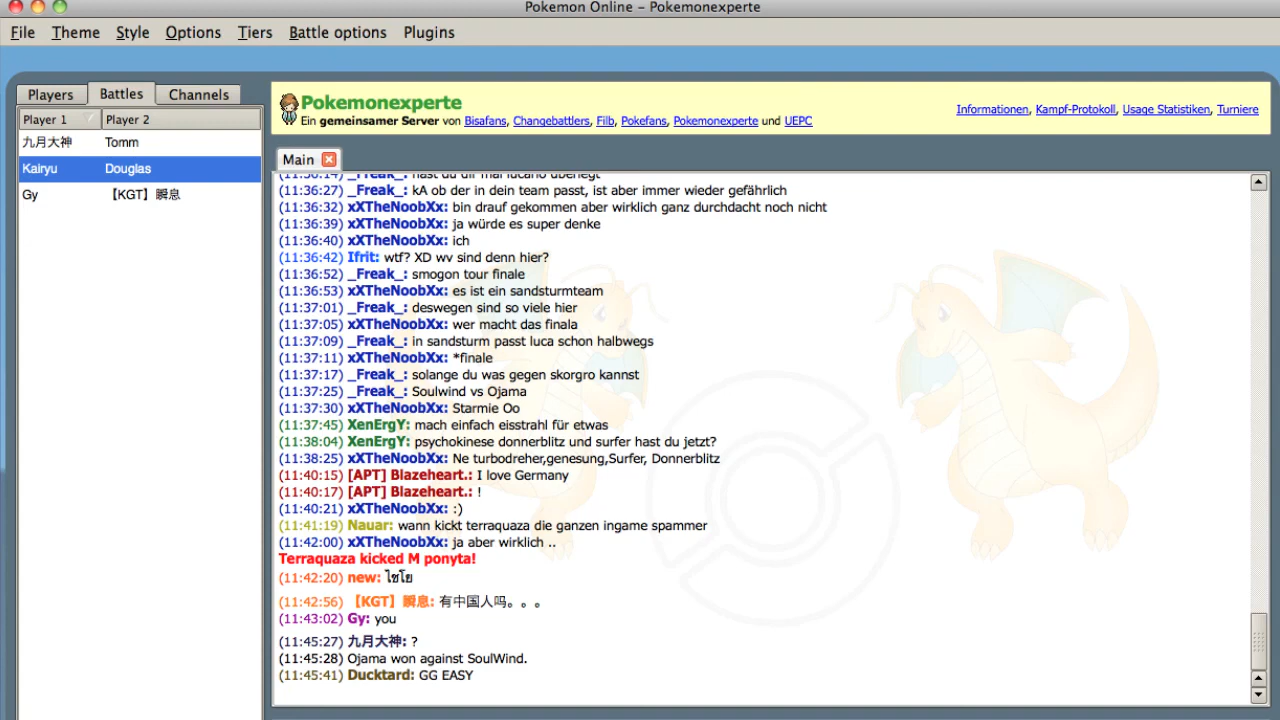 Pokemon Online – Pokemonexperte
File Theme Style Options Tiers Battle options Plugins
Players Battles Channels
Player 1 Player 2
九月大神 Tomm
Kairyu Douglas
Gy 【KGT】瞬息
Pokemonexperte
Ein gemeinsamer Server von Bisafans, Changebattlers, Filb, Pokefans, Pokemonexperte und UEPC
Informationen, Kampf-Protokoll, Usage Statistiken, Turniere
Main
(11:36:14) _Freak_: hast du dir mal lucario überlegt
(11:36:27) _Freak_: kA ob der in dein team passt, ist aber immer wieder gefährlich
(11:36:32) xXTheNoobXx: bin drauf gekommen aber wirklich ganz durchdacht noch nicht
(11:36:39) xXTheNoobXx: ja würde es super denke
(11:36:40) xXTheNoobXx: ich
(11:36:42) Ifrit: wtf? XD wv sind denn hier?
(11:36:52) _Freak_: smogon tour finale
(11:36:53) xXTheNoobXx: es ist ein sandsturmteam
(11:37:01) _Freak_: deswegen sind so viele hier
(11:37:05) xXTheNoobXx: wer macht das finala
(11:37:09) _Freak_: in sandsturm passt luca schon halbwegs
(11:37:11) xXTheNoobXx: *finale
(11:37:17) _Freak_: solange du was gegen skorgro kannst
(11:37:25) _Freak_: Soulwind vs Ojama
(11:37:30) xXTheNoobXx: Starmie Oo
(11:37:45) XenErgY: mach einfach eisstrahl für etwas
(11:38:04) XenErgY: psychokinese donnerblitz und surfer hast du jetzt?
(11:38:25) xXTheNoobXx: Ne turbodreher,genesung,Surfer, Donnerblitz
(11:40:15) [APT] Blazeheart.: I love Germany
(11:40:17) [APT] Blazeheart.: !
(11:40:21) xXTheNoobXx: :)
(11:41:19) Nauar: wann kickt terraquaza die ganzen ingame spammer
(11:42:00) xXTheNoobXx: ja aber wirklich ..
Terraquaza kicked M ponyta!
(11:42:20) new: ไชโย
(11:42:56) 【KGT】瞬息: 有中国人吗。。。
(11:43:02) Gy: you
(11:45:27) 九月大神: ?
(11:45:28) Ojama won against SoulWind.
(11:45:41) Ducktard: GG EASY